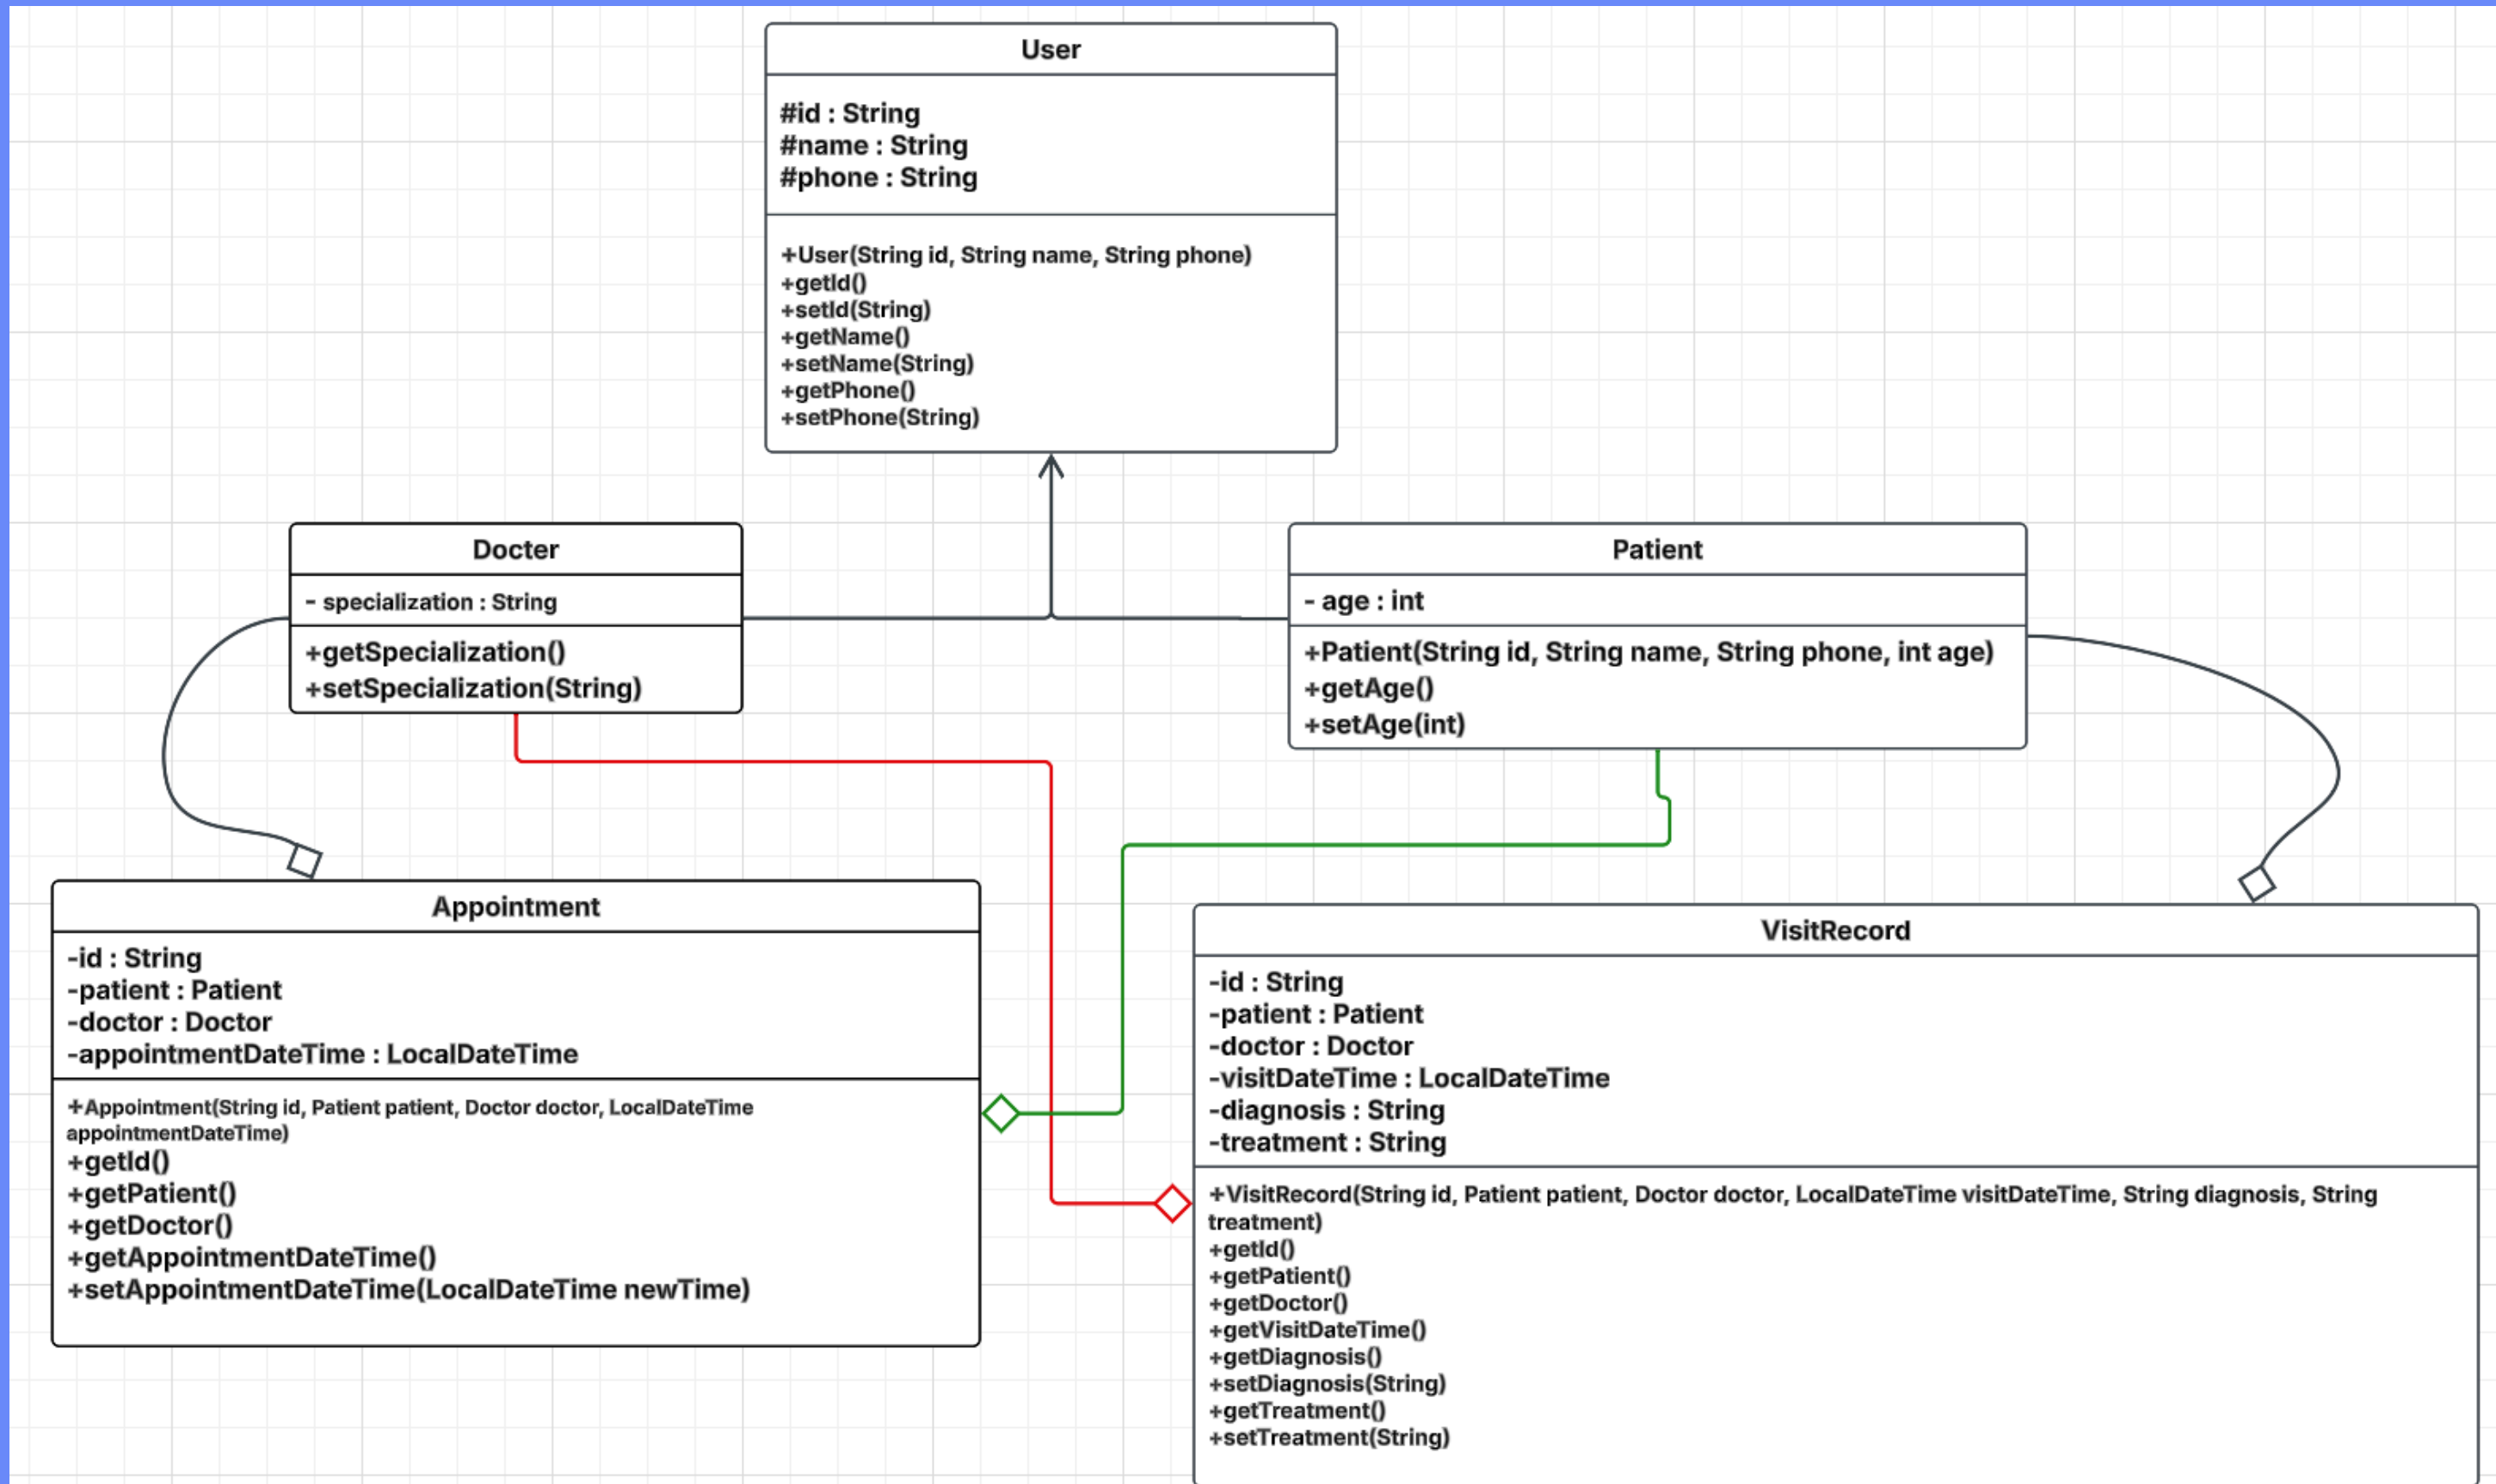 User
#id : String
#name : String
#phone : String
+User(String id, String name, String phone)
+getId()
+setId(String)
+getName()
+setName(String)
+getPhone()
+setPhone(String)
Docter
- specialization : String
+getSpecialization()
+setSpecialization(String)
Patient
- age : int
+Patient(String id, String name, String phone, int age)
+getAge()
+setAge(int)
Appointment
-id : String
-patient : Patient
-doctor : Doctor
-appointmentDateTime : LocalDateTime
+Appointment(String id, Patient patient, Doctor doctor, LocalDateTime
appointmentDateTime)
+getId()
+getPatient()
+getDoctor()
+getAppointmentDateTime()
+setAppointmentDateTime(LocalDateTime newTime)
VisitRecord
-id : String
-patient : Patient
-doctor : Doctor
-visitDateTime : LocalDateTime
-diagnosis : String
-treatment : String
+VisitRecord(String id, Patient patient, Doctor doctor, LocalDateTime visitDateTime, String diagnosis, String
treatment)
+getId()
+getPatient()
+getDoctor()
+getVisitDateTime()
+getDiagnosis()
+setDiagnosis(String)
+getTreatment()
+setTreatment(String)